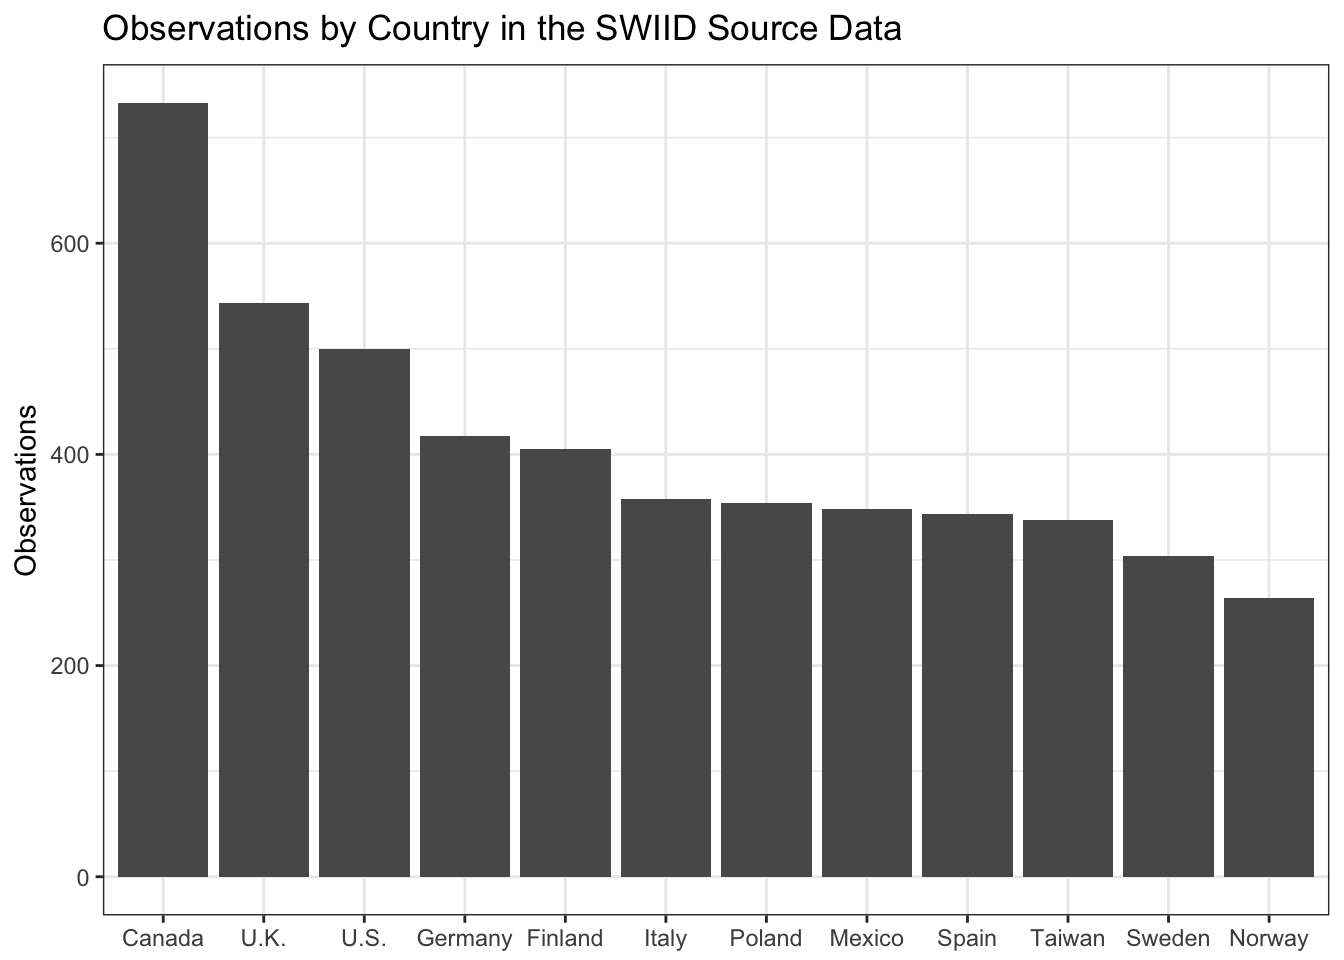 Observations by Country in the SWIID Source Data
Observations
600
400
200
0
Canada U.K. U.S. Germany Finland Italy Poland Mexico Spain Taiwan Sweden Norway